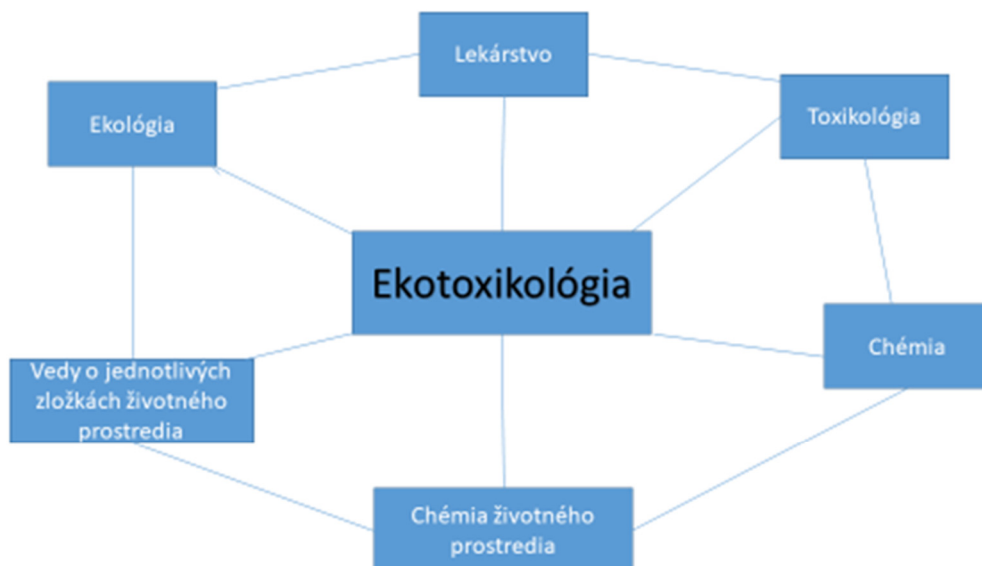 Lekárstvo
Ekológia
Toxikológia
Ekotoxikológia
Chémia
Vedy o jednotlivých
zložkách životného
prostredia
Chémia životného
prostredia